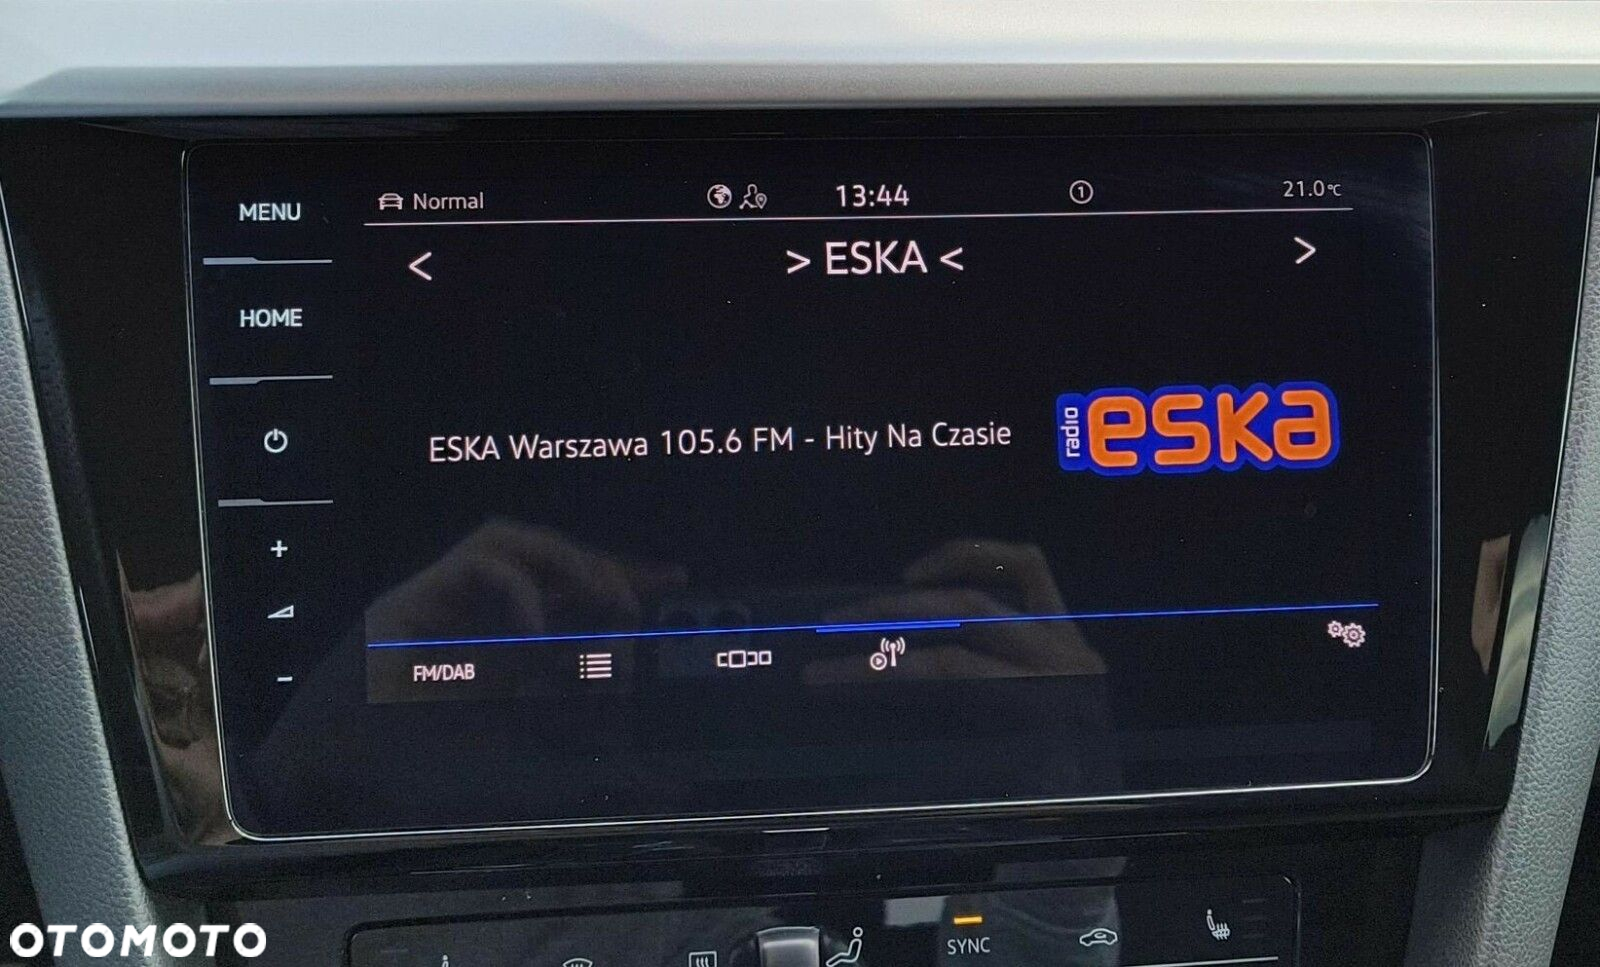 MENU
Normal
13:44
1
21.0°C
< > ESKA < >
HOME
ESKA Warszawa 105.6 FM - Hity Na Czasie
radio eska
+
-
FM/DAB
SYNC
OTOMOTO